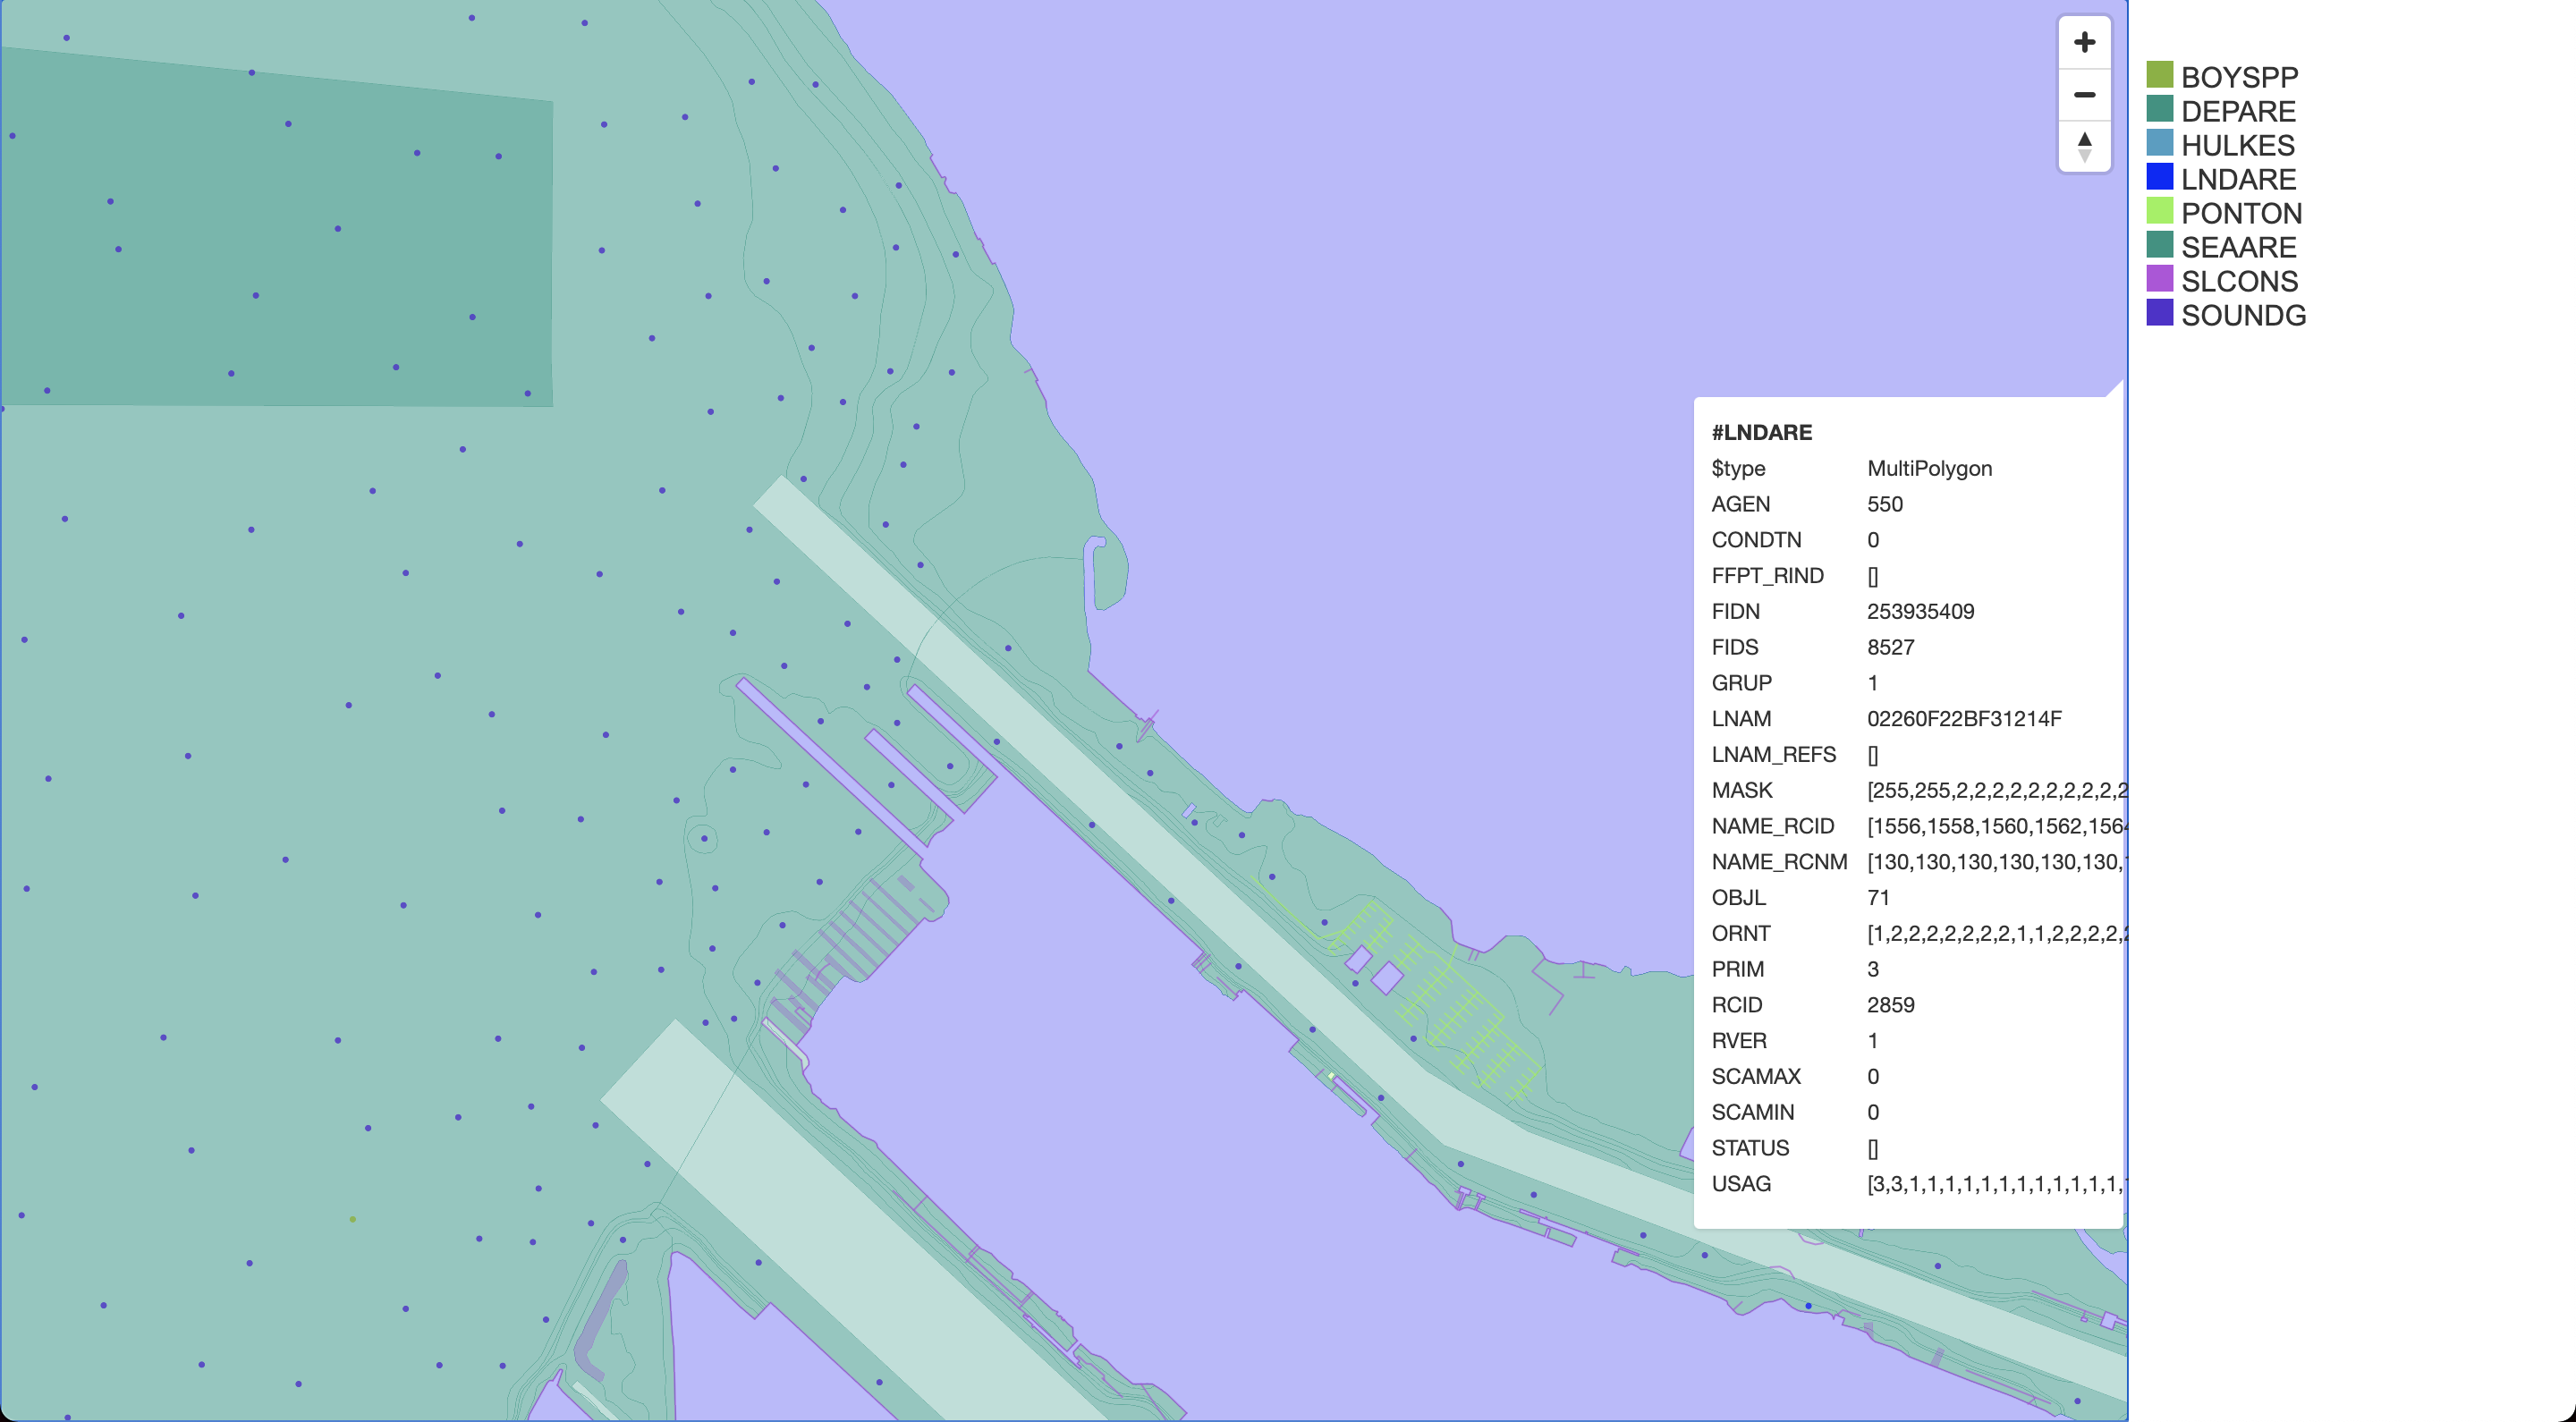 BOYSPP
DEPARE
HULKES
LNDARE
PONTON
SEAARE
SLCONS
SOUNDG
#LNDARE
$type MultiPolygon
AGEN 550
CONDTN 0
FFPT_RIND []
FIDN 253935409
FIDS 8527
GRUP 1
LNAM 02260F22BF31214F
LNAM_REFS []
MASK [255,255,2,2,2,2,2,2,2,2,2,2
NAME_RCID [1556,1558,1560,1562,1564
NAME_RCNM [130,130,130,130,130,130,
OBJL 71
ORNT [1,2,2,2,2,2,2,2,1,1,2,2,2,2,2
PRIM 3
RCID 2859
RVER 1
SCAMAX 0
SCAMIN 0
STATUS []
USAG [3,3,1,1,1,1,1,1,1,1,1,1,1,1,